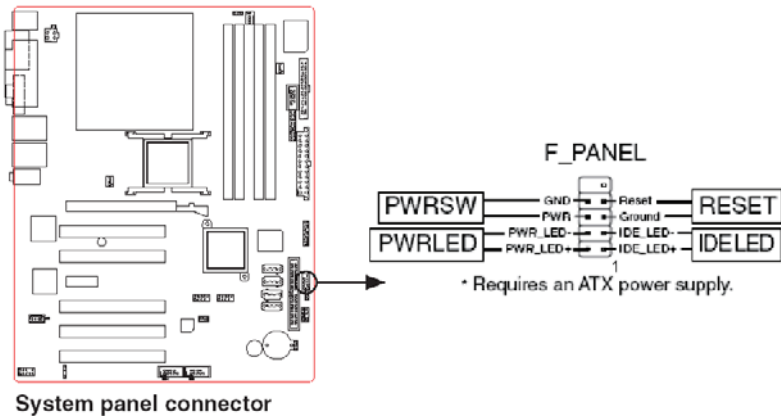 F_PANEL
PWRSW
GND
Reset
RESET
PWR
Ground
PWRLED
PWR_LED-
IDE_LED-
IDELED
PWR_LED+
IDE_LED+
1
* Requires an ATX power supply.
System panel connector